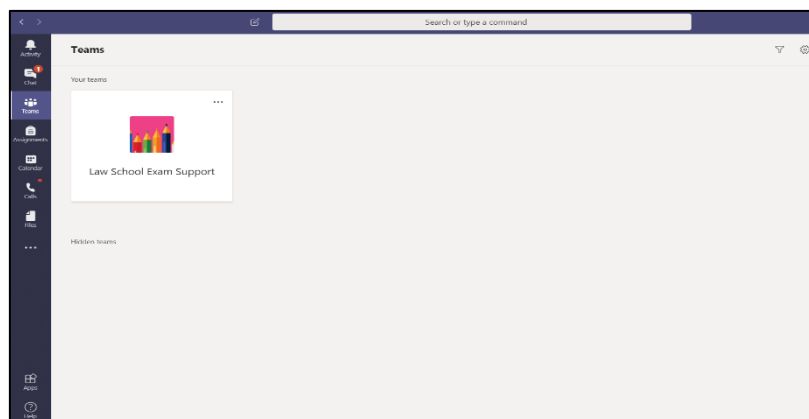 Search or type a command
Activity
Teams
1
Chat
Your teams
Teams
...
Assignments
Law School Exam Support
Calendar
Calls
Files
Hidden teams
...
Apps
Help